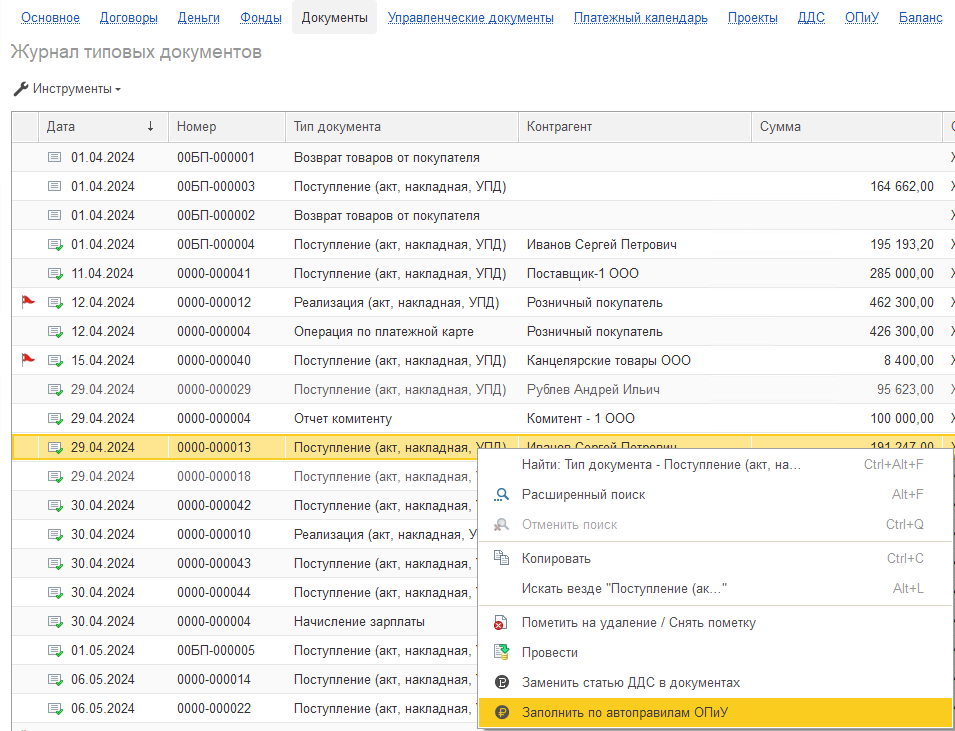 Основное Договоры Деньги Фонды Документы Управленческие документы Платежный календарь Проекты ДДС ОПиУ Баланс
Журнал типовых документов
Инструменты
Дата ↓ Номер Тип документа Контрагент Сумма
01.04.2024 00БП-000001 Возврат товаров от покупателя
01.04.2024 00БП-000003 Поступление (акт, накладная, УПД) 164 662,00
01.04.2024 00БП-000002 Возврат товаров от покупателя
01.04.2024 00БП-000004 Поступление (акт, накладная, УПД) Иванов Сергей Петрович 195 193,20
11.04.2024 0000-000041 Поступление (акт, накладная, УПД) Поставщик-1 ООО 285 000,00
12.04.2024 0000-000012 Реализация (акт, накладная, УПД) Розничный покупатель 462 300,00
12.04.2024 0000-000004 Операция по платежной карте Розничный покупатель 426 300,00
15.04.2024 0000-000040 Поступление (акт, накладная, УПД) Канцелярские товары ООО 8 400,00
29.04.2024 0000-000029 Поступление (акт, накладная, УПД) Рублев Андрей Ильич 95 623,00
29.04.2024 0000-000004 Отчет комитенту Комитент - 1 ООО 100 000,00
29.04.2024 0000-000013 Поступление (акт, накладная, УПД) Иванов Сергей Петрович 191 247,00
29.04.2024 0000-000018 Поступление (акт, накладная,
30.04.2024 0000-000042 Поступление (акт, накладная,
30.04.2024 0000-000010 Реализация (акт, накладная, У
30.04.2024 0000-000043 Поступление (акт, накладная,
30.04.2024 0000-000044 Поступление (акт, накладная,
30.04.2024 0000-000004 Начисление зарплаты
01.05.2024 00БП-000005 Поступление (акт, накладная,
06.05.2024 0000-000014 Поступление (акт, накладная,
06.05.2024 0000-000022 Поступление (акт, накладная,
Найти: Тип документа - Поступление (акт, на... Ctrl+Alt+F
Расширенный поиск Alt+F
Отменить поиск Ctrl+Q
Копировать Ctrl+C
Искать везде "Поступление (ак..." Alt+L
Пометить на удаление / Снять пометку
Провести
Заменить статью ДДС в документах
Заполнить по автоправилам ОПиУ